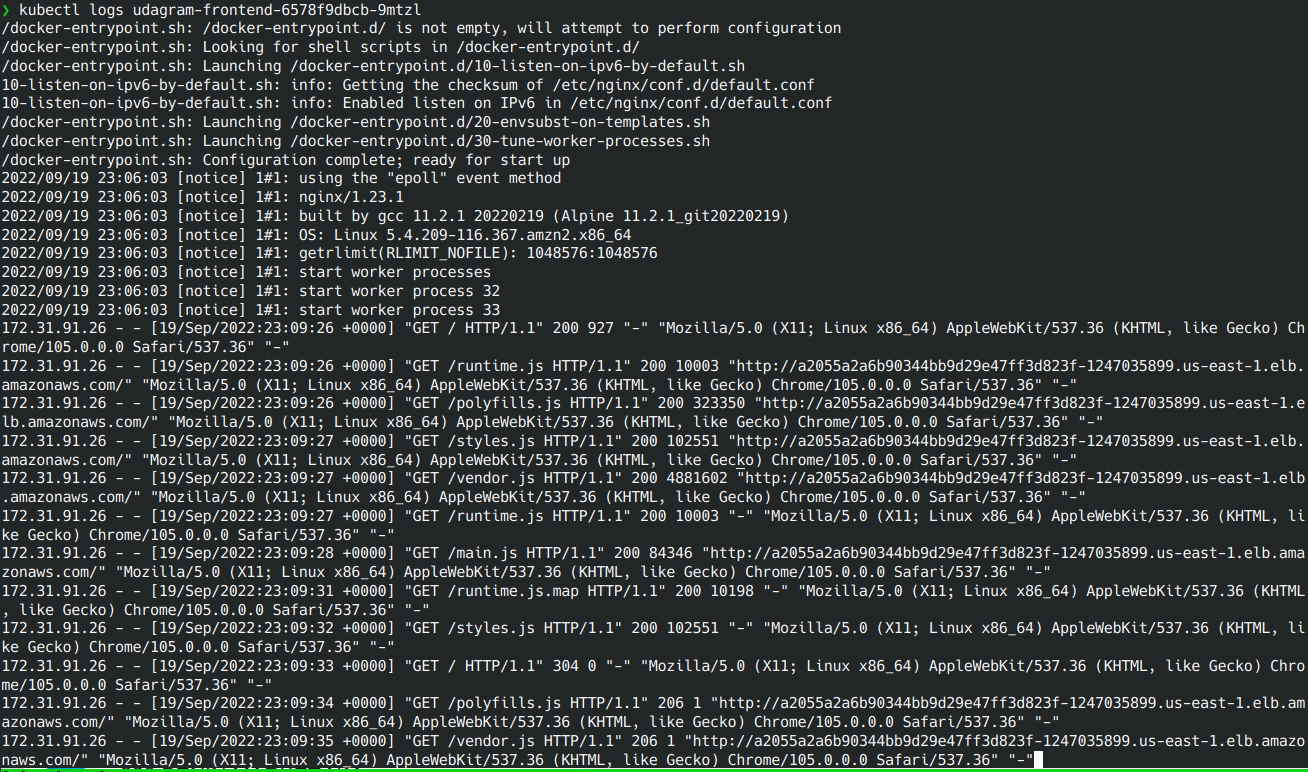 ❯ kubectl logs udagram-frontend-6578f9dbcb-9mtzl
/docker-entrypoint.sh: /docker-entrypoint.d/ is not empty, will attempt to perform configuration
/docker-entrypoint.sh: Looking for shell scripts in /docker-entrypoint.d/
/docker-entrypoint.sh: Launching /docker-entrypoint.d/10-listen-on-ipv6-by-default.sh
10-listen-on-ipv6-by-default.sh: info: Getting the checksum of /etc/nginx/conf.d/default.conf
10-listen-on-ipv6-by-default.sh: info: Enabled listen on IPv6 in /etc/nginx/conf.d/default.conf
/docker-entrypoint.sh: Launching /docker-entrypoint.d/20-envsubst-on-templates.sh
/docker-entrypoint.sh: Launching /docker-entrypoint.d/30-tune-worker-processes.sh
/docker-entrypoint.sh: Configuration complete; ready for start up
2022/09/19 23:06:03 [notice] 1#1: using the "epoll" event method
2022/09/19 23:06:03 [notice] 1#1: nginx/1.23.1
2022/09/19 23:06:03 [notice] 1#1: built by gcc 11.2.1 20220219 (Alpine 11.2.1_git20220219)
2022/09/19 23:06:03 [notice] 1#1: OS: Linux 5.4.209-116.367.amzn2.x86_64
2022/09/19 23:06:03 [notice] 1#1: getrlimit(RLIMIT_NOFILE): 1048576:1048576
2022/09/19 23:06:03 [notice] 1#1: start worker processes
2022/09/19 23:06:03 [notice] 1#1: start worker process 32
2022/09/19 23:06:03 [notice] 1#1: start worker process 33
172.31.91.26 - - [19/Sep/2022:23:09:26 +0000] "GET / HTTP/1.1" 200 927 "-" "Mozilla/5.0 (X11; Linux x86_64) AppleWebKit/537.36 (KHTML, like Gecko) Ch
rome/105.0.0.0 Safari/537.36" "-"
172.31.91.26 - - [19/Sep/2022:23:09:26 +0000] "GET /runtime.js HTTP/1.1" 200 10003 "http://a2055a2a6b90344bb9d29e47ff3d823f-1247035899.us-east-1.elb.
amazonaws.com/" "Mozilla/5.0 (X11; Linux x86_64) AppleWebKit/537.36 (KHTML, like Gecko) Chrome/105.0.0.0 Safari/537.36" "-"
172.31.91.26 - - [19/Sep/2022:23:09:26 +0000] "GET /polyfills.js HTTP/1.1" 200 323350 "http://a2055a2a6b90344bb9d29e47ff3d823f-1247035899.us-east-1.e
lb.amazonaws.com/" "Mozilla/5.0 (X11; Linux x86_64) AppleWebKit/537.36 (KHTML, like Gecko) Chrome/105.0.0.0 Safari/537.36" "-"
172.31.91.26 - - [19/Sep/2022:23:09:27 +0000] "GET /styles.js HTTP/1.1" 200 102551 "http://a2055a2a6b90344bb9d29e47ff3d823f-1247035899.us-east-1.elb.
amazonaws.com/" "Mozilla/5.0 (X11; Linux x86_64) AppleWebKit/537.36 (KHTML, like Gecko) Chrome/105.0.0.0 Safari/537.36" "-"
172.31.91.26 - - [19/Sep/2022:23:09:27 +0000] "GET /vendor.js HTTP/1.1" 200 4881602 "http://a2055a2a6b90344bb9d29e47ff3d823f-1247035899.us-east-1.elb
.amazonaws.com/" "Mozilla/5.0 (X11; Linux x86_64) AppleWebKit/537.36 (KHTML, like Gecko) Chrome/105.0.0.0 Safari/537.36" "-"
172.31.91.26 - - [19/Sep/2022:23:09:27 +0000] "GET /runtime.js HTTP/1.1" 200 10003 "-" "Mozilla/5.0 (X11; Linux x86_64) AppleWebKit/537.36 (KHTML, li
ke Gecko) Chrome/105.0.0.0 Safari/537.36" "-"
172.31.91.26 - - [19/Sep/2022:23:09:28 +0000] "GET /main.js HTTP/1.1" 200 84346 "http://a2055a2a6b90344bb9d29e47ff3d823f-1247035899.us-east-1.elb.ama
zonaws.com/" "Mozilla/5.0 (X11; Linux x86_64) AppleWebKit/537.36 (KHTML, like Gecko) Chrome/105.0.0.0 Safari/537.36" "-"
172.31.91.26 - - [19/Sep/2022:23:09:31 +0000] "GET /runtime.js.map HTTP/1.1" 200 10198 "-" "Mozilla/5.0 (X11; Linux x86_64) AppleWebKit/537.36 (KHTML
, like Gecko) Chrome/105.0.0.0 Safari/537.36" "-"
172.31.91.26 - - [19/Sep/2022:23:09:32 +0000] "GET /styles.js HTTP/1.1" 200 102551 "-" "Mozilla/5.0 (X11; Linux x86_64) AppleWebKit/537.36 (KHTML, li
ke Gecko) Chrome/105.0.0.0 Safari/537.36" "-"
172.31.91.26 - - [19/Sep/2022:23:09:33 +0000] "GET / HTTP/1.1" 304 0 "-" "Mozilla/5.0 (X11; Linux x86_64) AppleWebKit/537.36 (KHTML, like Gecko) Chro
me/105.0.0.0 Safari/537.36" "-"
172.31.91.26 - - [19/Sep/2022:23:09:34 +0000] "GET /polyfills.js HTTP/1.1" 206 1 "http://a2055a2a6b90344bb9d29e47ff3d823f-1247035899.us-east-1.elb.am
azonaws.com/" "Mozilla/5.0 (X11; Linux x86_64) AppleWebKit/537.36 (KHTML, like Gecko) Chrome/105.0.0.0 Safari/537.36" "-"
172.31.91.26 - - [19/Sep/2022:23:09:35 +0000] "GET /vendor.js HTTP/1.1" 206 1 "http://a2055a2a6b90344bb9d29e47ff3d823f-1247035899.us-east-1.elb.amazo
naws.com/" "Mozilla/5.0 (X11; Linux x86_64) AppleWebKit/537.36 (KHTML, like Gecko) Chrome/105.0.0.0 Safari/537.36" "-"